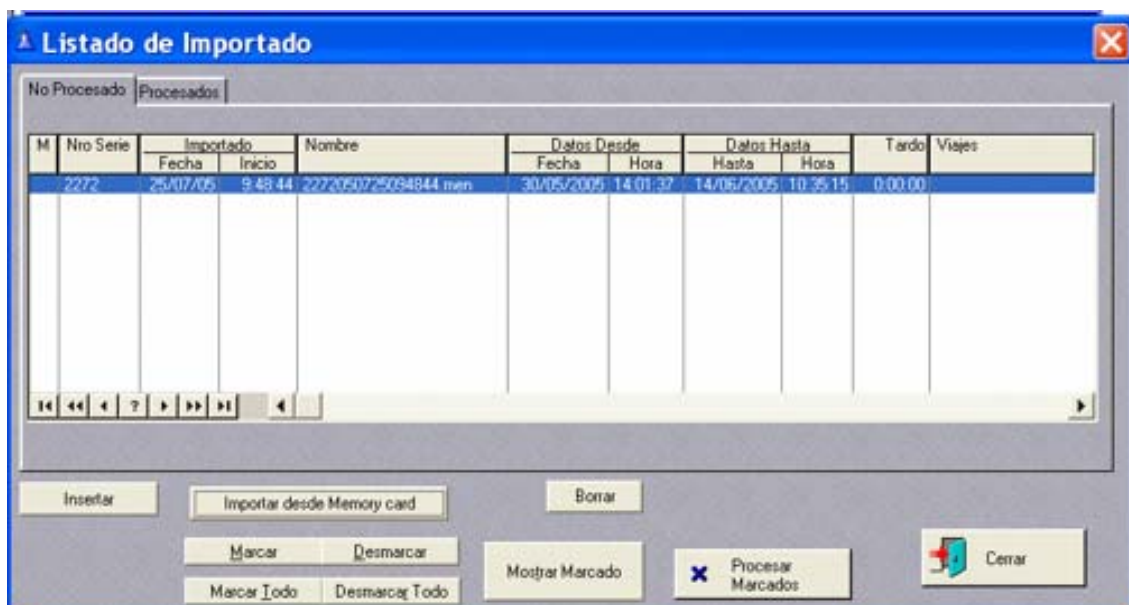 Listado de Importado
No Procesado Procesados
M Nro Serie Importado Nombre Datos Desde Datos Hasta Tardo Viajes
Fecha Inicio Fecha Hora Hasta Hora
2272 25/07/05 9:48:44 2272050725094844.men 30/05/2005 14:01:37 14/06/2005 10:35:15 0:00:00
?
Insertar Importar desde Memory card Borrar
Marcar Desmarcar Mostrar Marcado Procesar Marcados Cerrar
Marcar Todo Desmarcar Todo